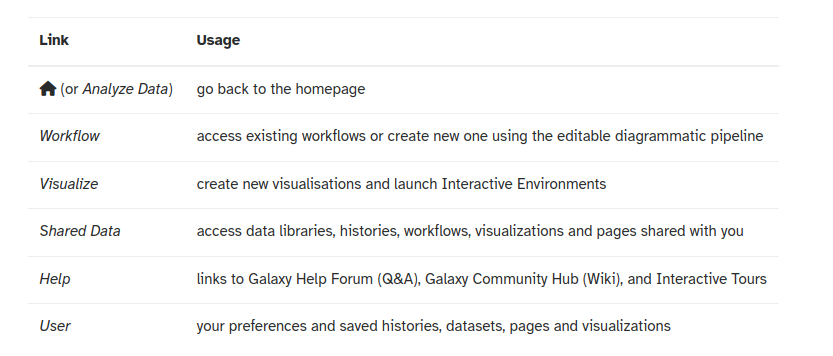 Link Usage
(or Analyze Data) go back to the homepage
Workflow access existing workflows or create new one using the editable diagrammatic pipeline
Visualize create new visualisations and launch Interactive Environments
Shared Data access data libraries, histories, workflows, visualizations and pages shared with you
Help links to Galaxy Help Forum (Q&A), Galaxy Community Hub (Wiki), and Interactive Tours
User your preferences and saved histories, datasets, pages and visualizations